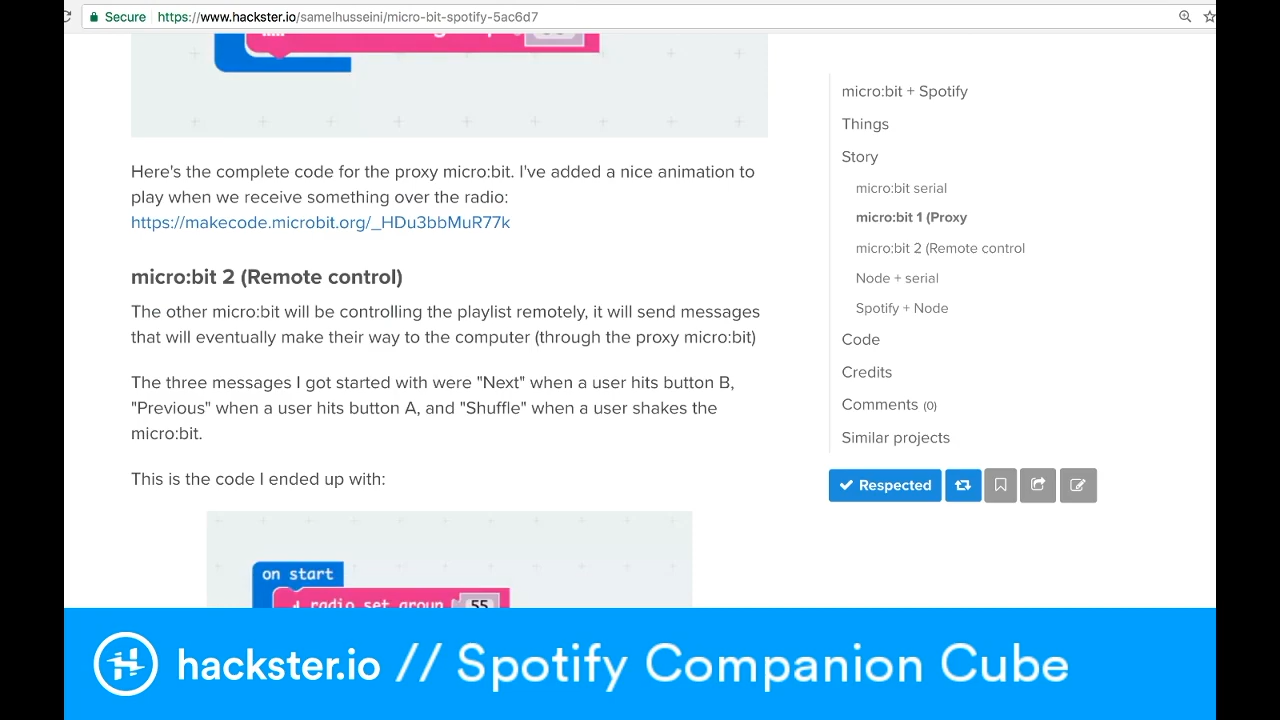 Secure https://www.hackster.io/samelhusseini/micro-bit-spotify-5ac6d7
Here's the complete code for the proxy micro:bit. I've added a nice animation to
play when we receive something over the radio:
https://makecode.microbit.org/_HDu3bbMuR77k
micro:bit 2 (Remote control)
The other micro:bit will be controlling the playlist remotely, it will send messages
that will eventually make their way to the computer (through the proxy micro:bit)
The three messages I got started with were "Next" when a user hits button B,
"Previous" when a user hits button A, and "Shuffle" when a user shakes the
micro:bit.
This is the code I ended up with:
on start
radio set group 55
micro:bit + Spotify
Things
Story
micro:bit serial
micro:bit 1 (Proxy
micro:bit 2 (Remote control
Node + serial
Spotify + Node
Code
Credits
Comments (0)
Similar projects
Respected
hackster.io // Spotify Companion Cube